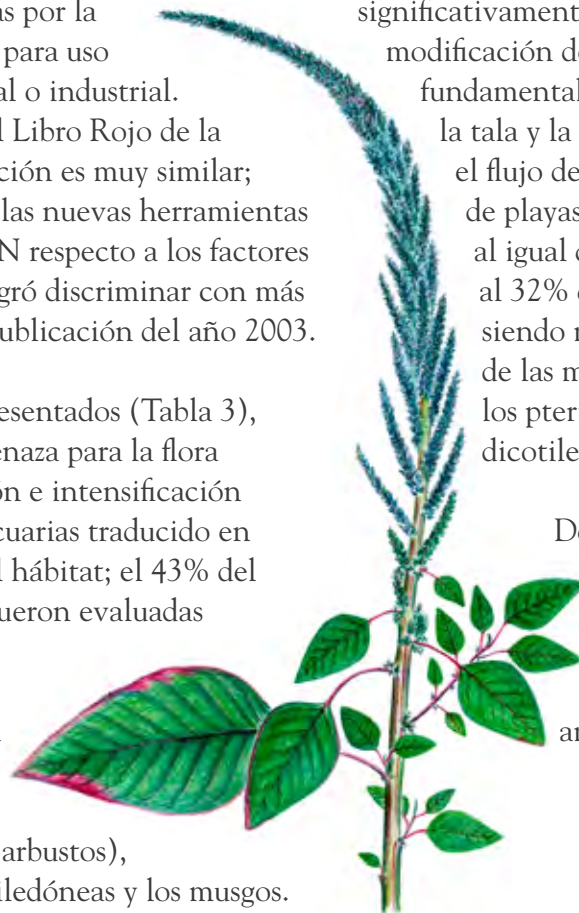 as por la
para uso
al o industrial.
l Libro Rojo de la
ción es muy similar;
las nuevas herramientas
N respecto a los factores
gró discriminar con más
ublicación del año 2003.
esentados (Tabla 3),
enaza para la flora
ón e intensificación
cuarias traducido en
l hábitat; el 43% del
ueron evaluadas
arbustos),
iledóneas y los musgos.
significativament
modificación de
fundamental
la tala y la
el flujo de
de playas
al igual c
al 32% 
siendo 
de las m
los pter
dicotile
De
ar